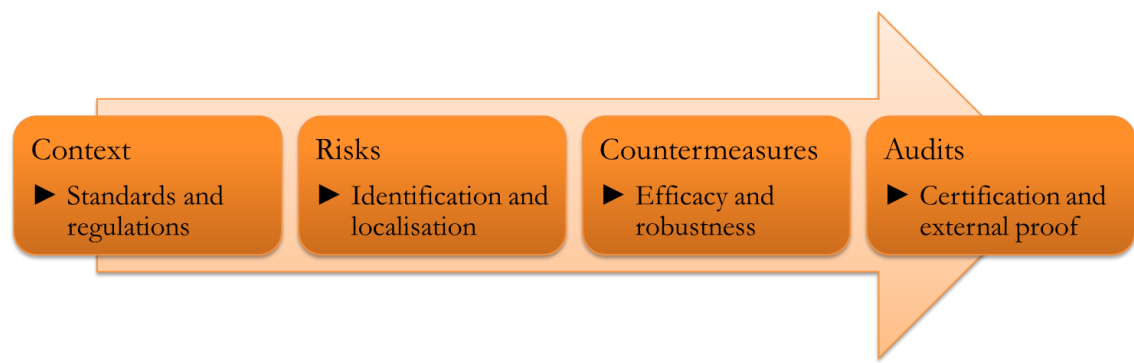 Context
► Standards and
regulations
Risks
► Identification and
localisation
Countermeasures
► Efficacy and
robustness
Audits
► Certification and
external proof